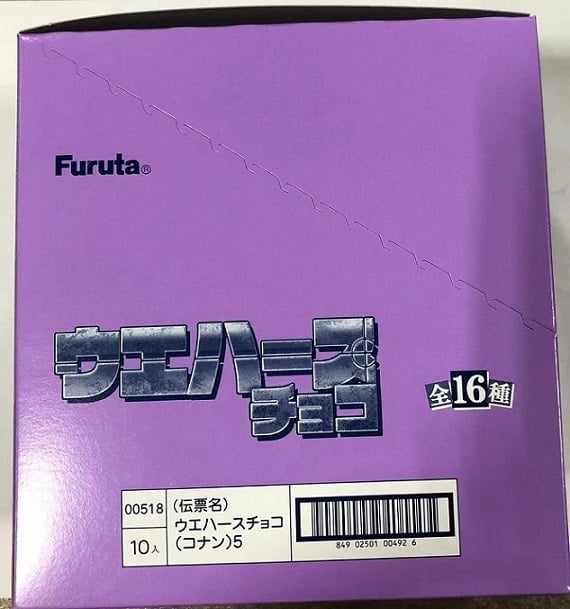 Furuta®
ウエハース
チョコ
全16種
00518
10入
(伝票名)
ウエハースチョコ
(コナン)5
849 02501 00492 6